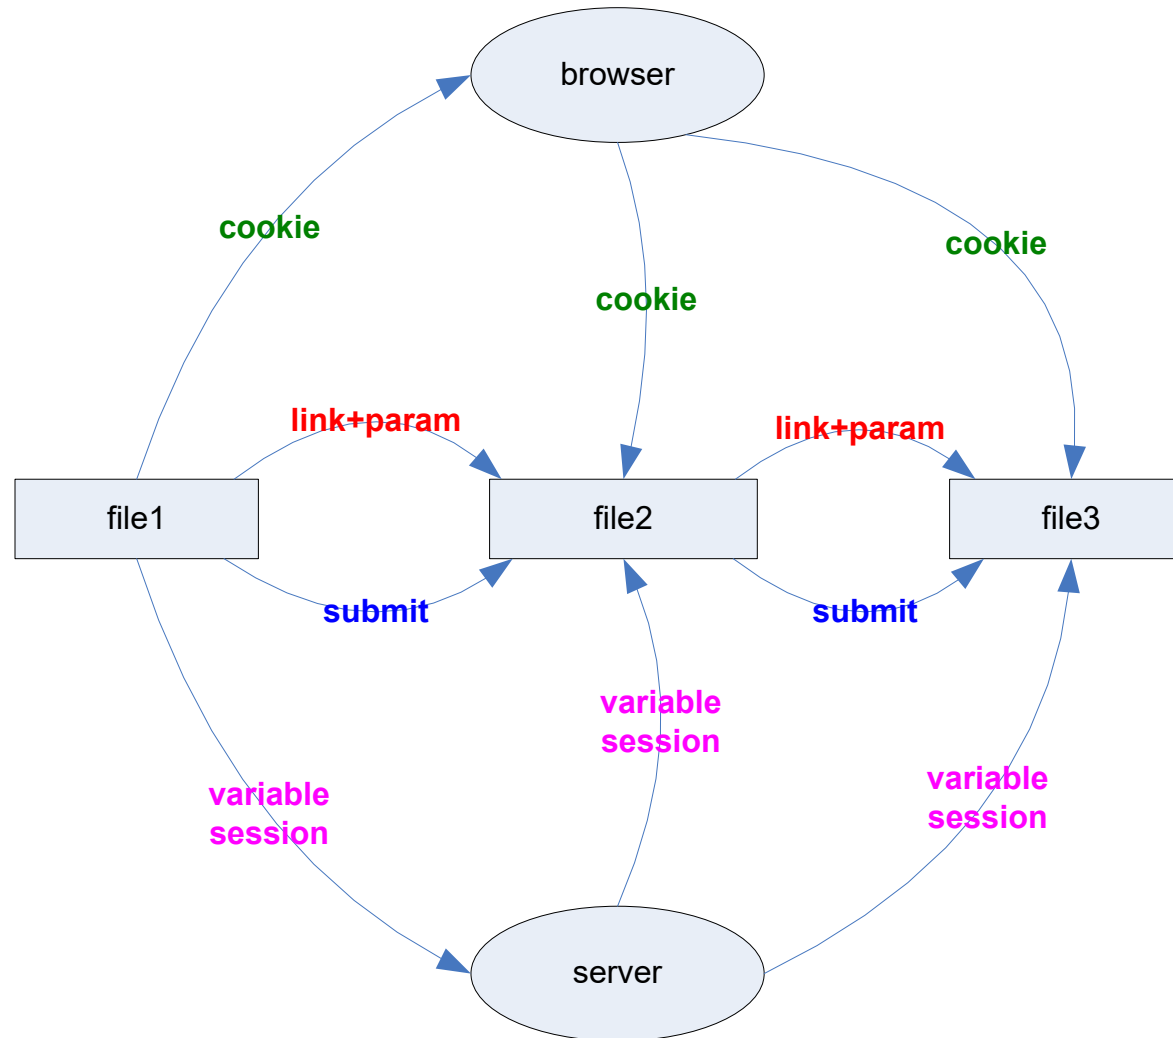 browser
cookie
cookie
cookie
link+param
link+param
file1
file2
file3
submit
submit
variable
session
variable
session
variable
session
server